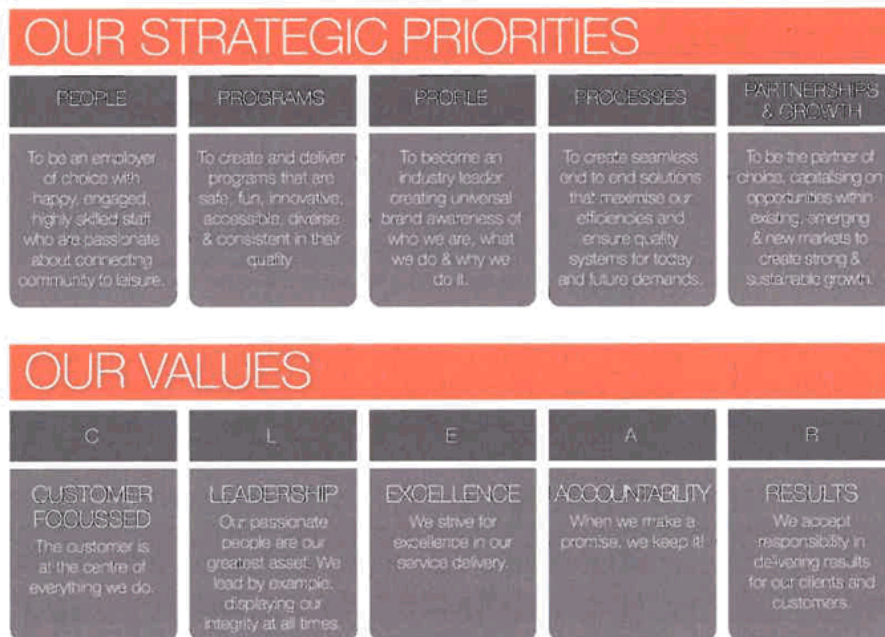 OUR STRATEGIC PRIORITIES
PEOPLE
To be an employer
of choice with
happy, engaged,
highly skilled staff
who are passionate
about connecting
community to leisure.
PROGRAMS
To create and deliver
programs that are
safe, fun, innovative,
accessible, diverse
& consistent in their
quality
PROFILE
To become an
industry leader
creating universal
brand awareness of
who we are, what
we do & why we
do it.
PROCESSES
To create seamless
end to end solutions
that maximise our
efficiencies and
ensure quality
systems for today
and future demands.
PARTNERSHIPS
& GROWTH
To be the partner of
choice, capitalising on
opportunities within
existing, emerging
& new markets to
create strong &
sustainable growth.
OUR VALUES
C
CUSTOMER
FOCUSSED
The customer is
at the centre of
everything we do.
L
LEADERSHIP
Our passionate
people are our
greatest asset. We
lead by example,
displaying our
integrity at all times.
E
EXCELLENCE
We strive for
excellence in our
service delivery.
A
ACCOUNTABILITY
When we make a
promise, we keep it!
R
RESULTS
We accept
responsibility in
delivering results
for our clients and
customers.